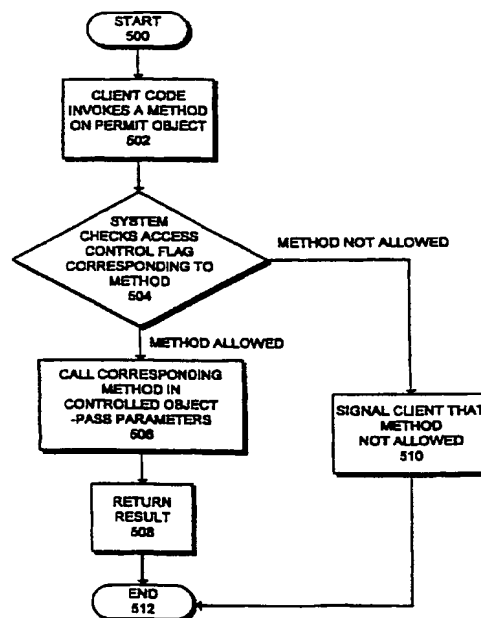 START
500
CLIENT CODE
INVOKES A METHOD
ON PERMIT OBJECT
502
SYSTEM
CHECKS ACCESS
CONTROL FLAG
CORRESPONDING TO
METHOD
504
METHOD NOT ALLOWED
METHOD ALLOWED
CALL CORRESPONDING
METHOD IN
CONTROLLED OBJECT
-PASS PARAMETERS
506
SIGNAL CLIENT THAT
METHOD
NOT ALLOWED
510
RETURN
RESULT
508
END
512